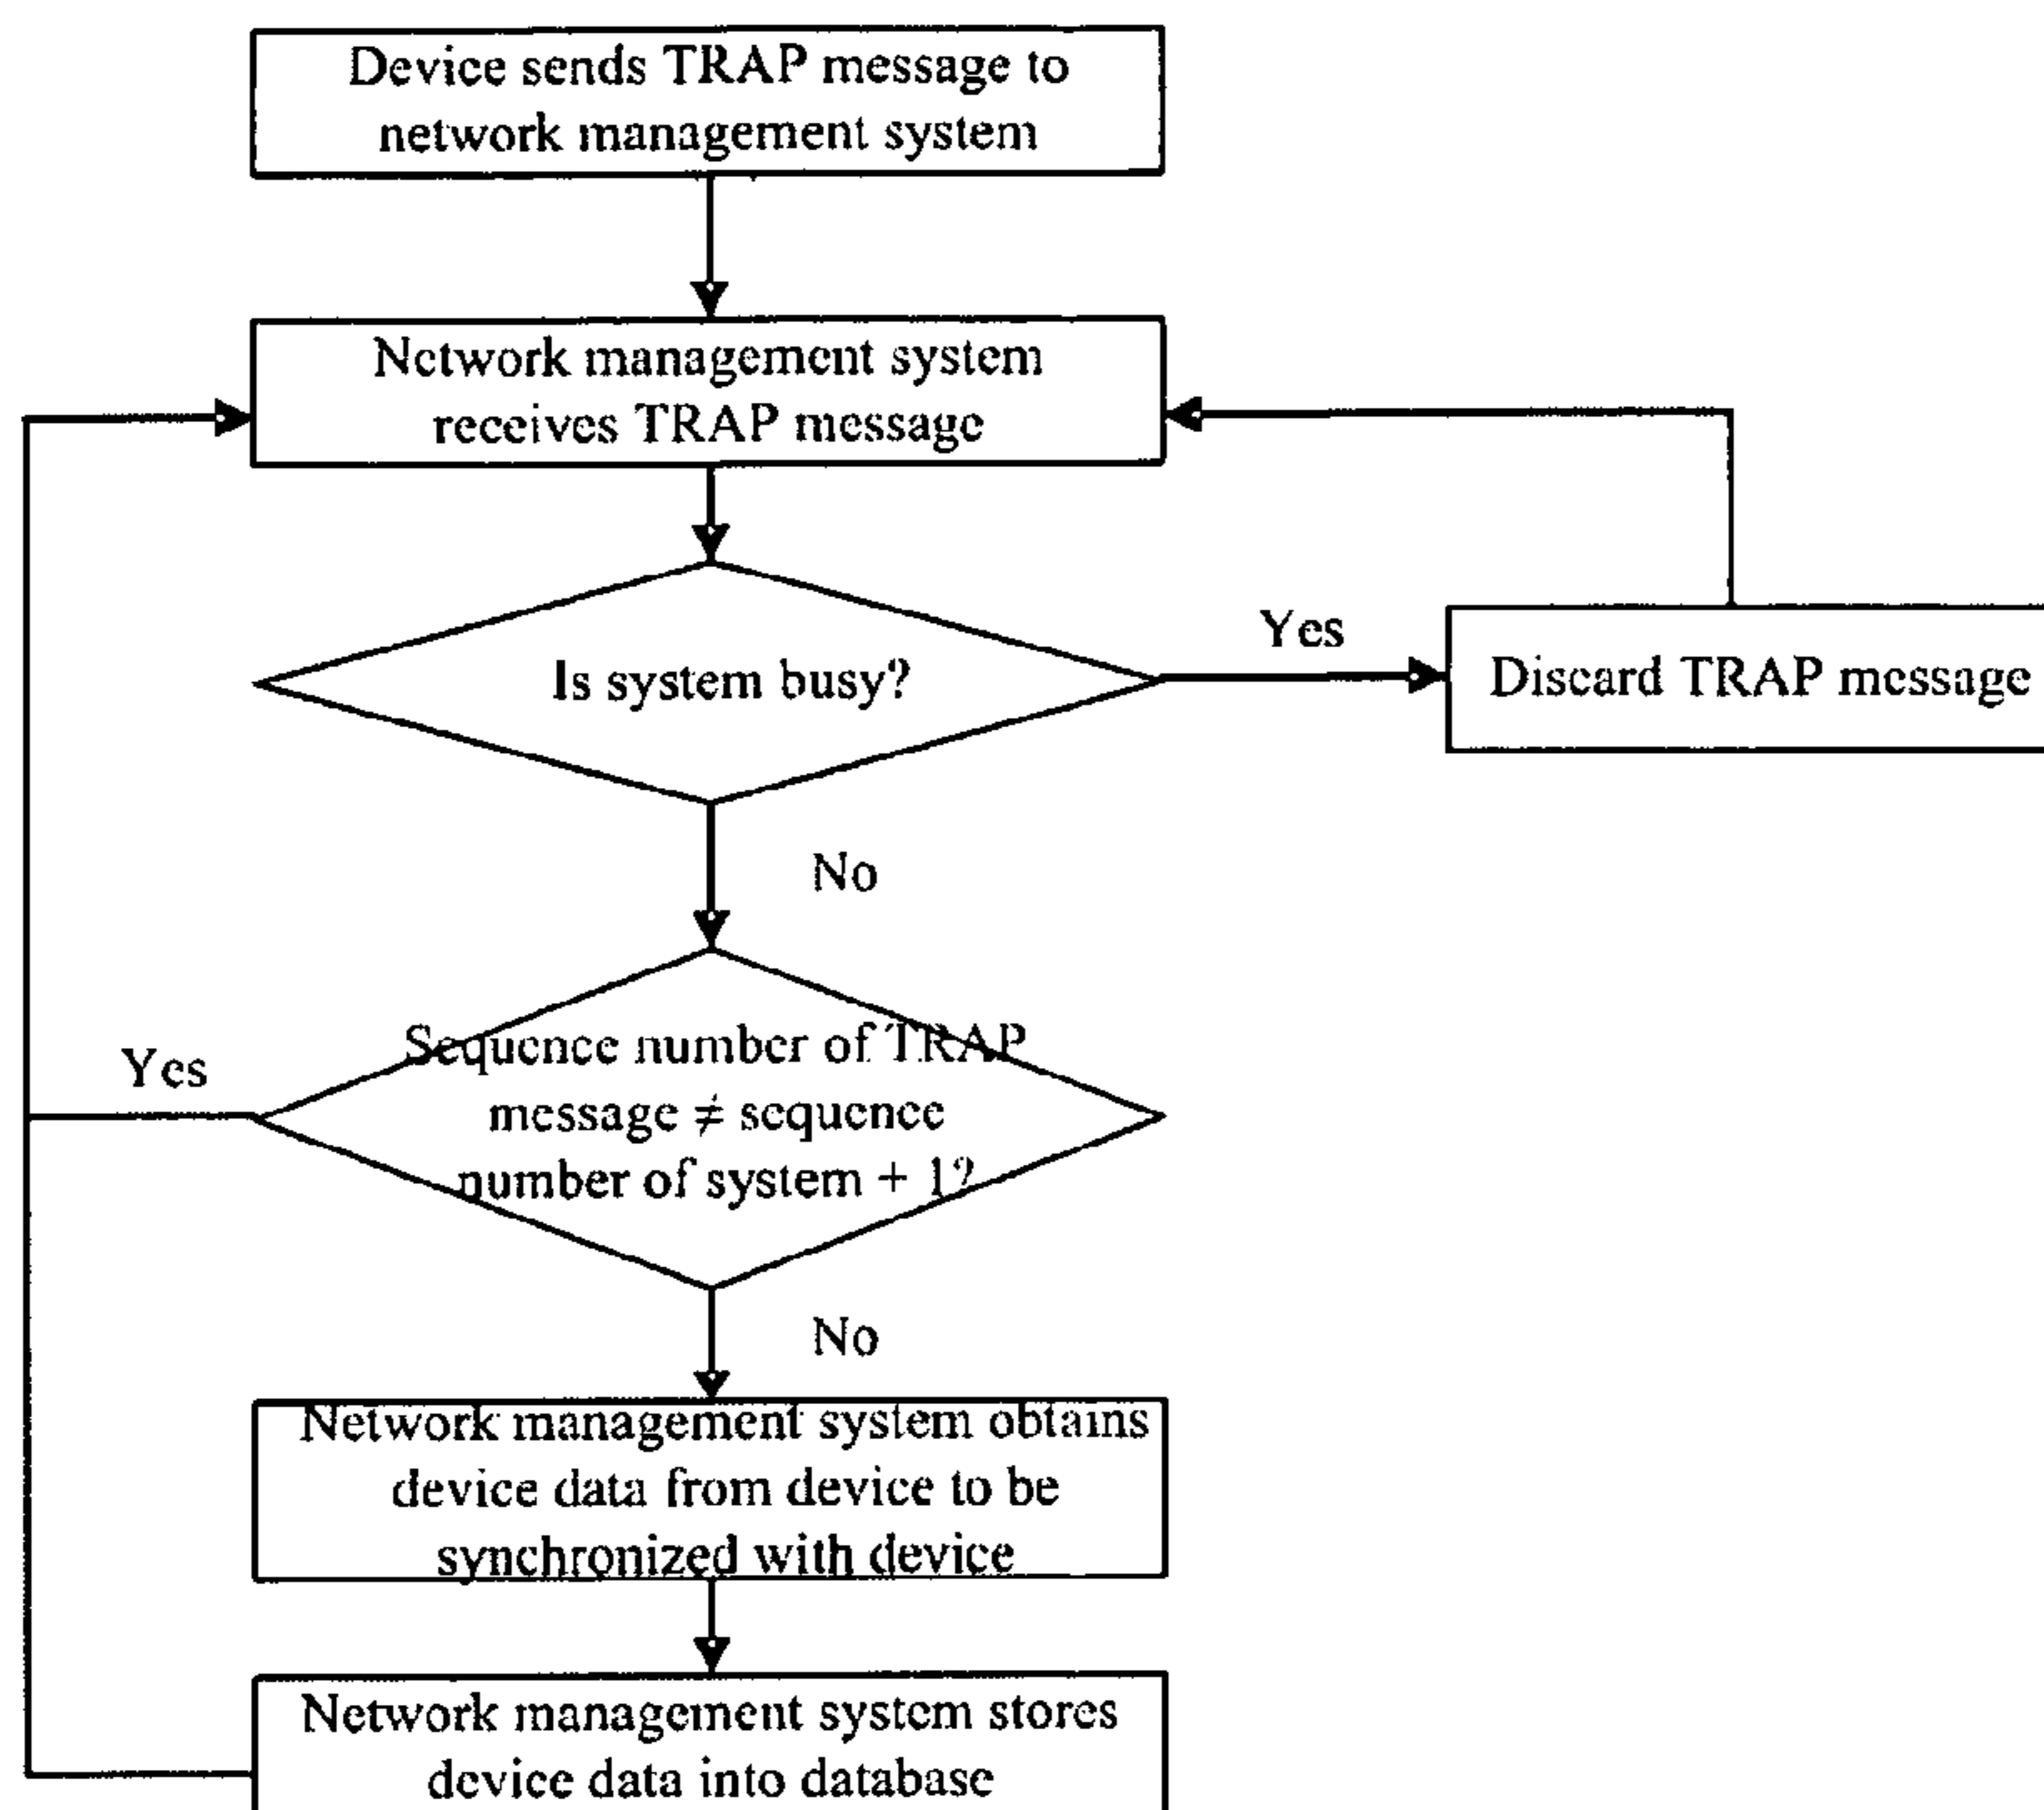 Device sends TRAP message to
network management system
Network management system
receives TRAP message
Is system busy?
Yes
Discard TRAP message
No
Sequence number of TRAP
message ≠ sequence
number of system + 1?
Yes
No
Network management system obtains
device data from device to be
synchronized with device
Network management system stores
device data into database